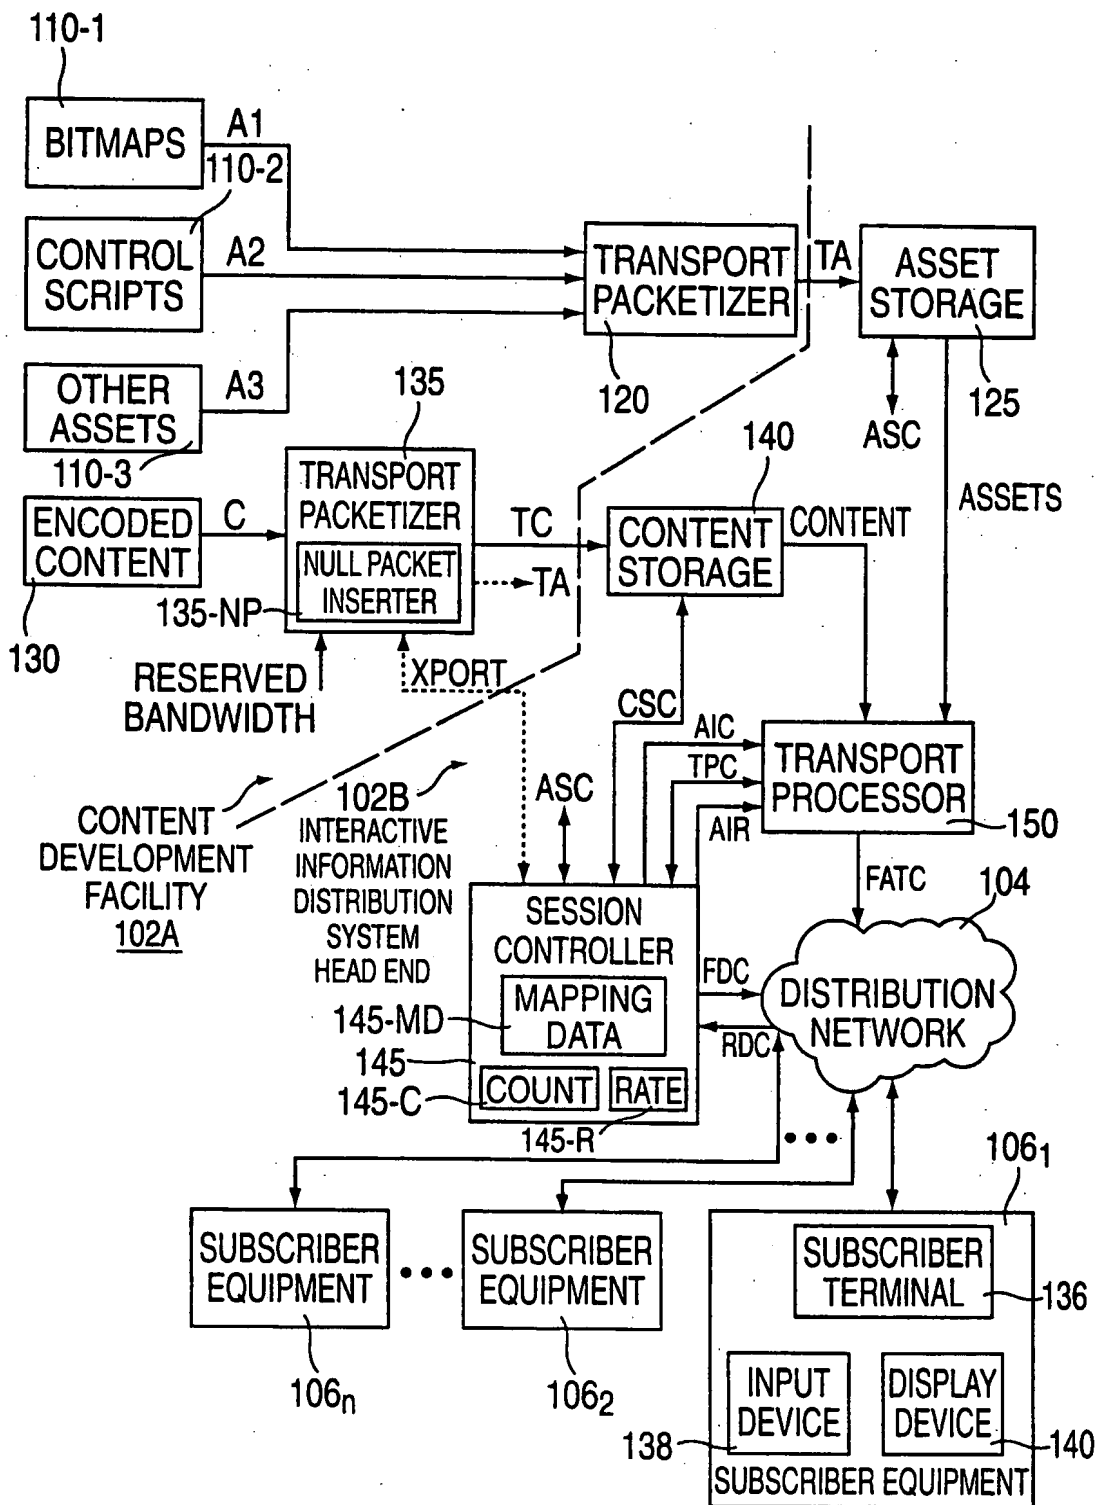 110-1
BITMAPS
A1
110-2
CONTROL
SCRIPTS
A2
TRANSPORT
PACKETIZER
120
TA
ASSET
STORAGE
125
OTHER
ASSETS
A3
110-3
135
ASC
140
TRANSPORT
PACKETIZER
NULL PACKET
INSERTER
135-NP
ENCODED
CONTENT
C
130
TC
TA
CONTENT
STORAGE
CONTENT
ASSETS
RESERVED
BANDWIDTH
XPORT
CSC
AIC
TPC
AIR
TRANSPORT
PROCESSOR
150
CONTENT
DEVELOPMENT
FACILITY
102A
102B
INTERACTIVE
INFORMATION
DISTRIBUTION
SYSTEM
HEAD END
ASC
FATC
104
SESSION
CONTROLLER
MAPPING
DATA
145-MD
145
COUNT
145-C
RATE
145-R
FDC
RDC
DISTRIBUTION
NETWORK
SUBSCRIBER
EQUIPMENT
106n
SUBSCRIBER
EQUIPMENT
1062
1061
SUBSCRIBER
TERMINAL
136
INPUT
DEVICE
138
DISPLAY
DEVICE
140
SUBSCRIBER EQUIPMENT